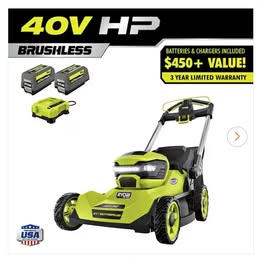 40V HP
BRUSHLESS
BATTERIES & CHARGERS INCLUDED
$450+ VALUE!
3 YEAR LIMITED WARRANTY
RYOBI
USA